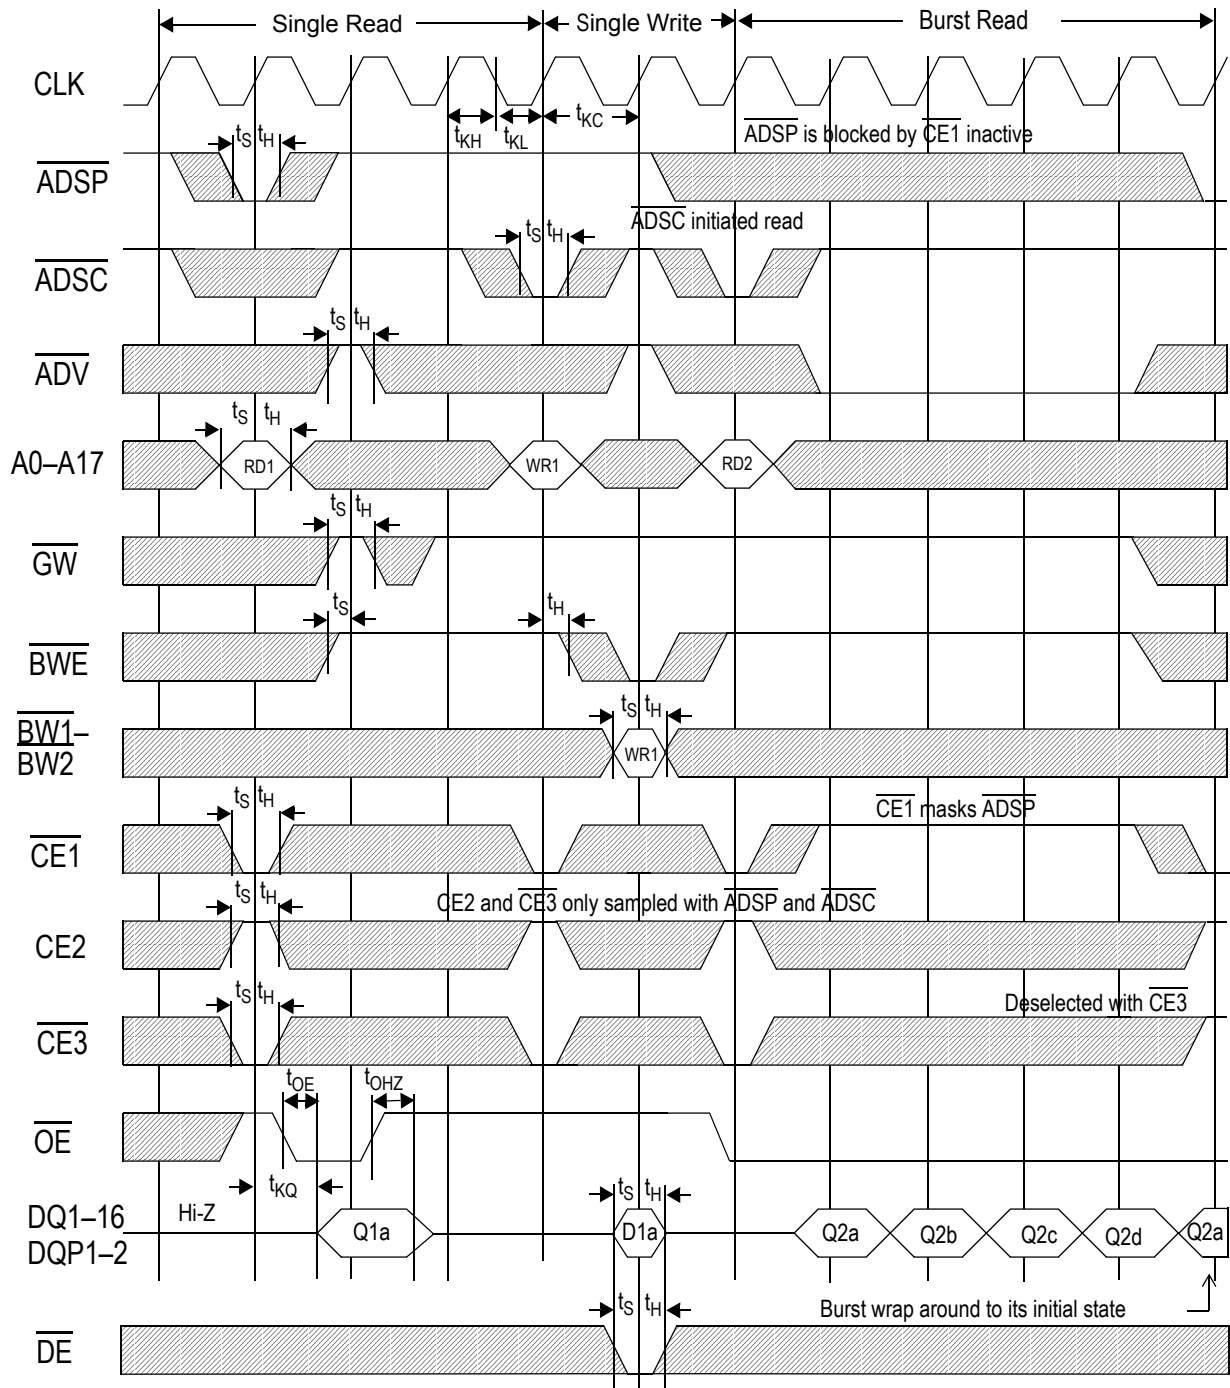 Single Read Single Write Burst Read
CLK
tKH tKL tKC
ADSP is blocked by CE1 inactive
tS tH
ADSP
ADSC initiated read
tS tH
ADSC
tS tH
ADV
tS tH
A0–A17 RD1 WR1 RD2
tS tH
GW
tS tH
BWE
tS tH
BW1–
BW2
WR1
tS tH CE1 masks ADSP
CE1
tS tH CE2 and CE3 only sampled with ADSP and ADSC
CE2
tS tH Deselected with CE3
CE3
tOE tOHZ
OE
tKQ tS tH
DQ1–16 Hi-Z
DQP1–2
Q1a D1a Q2a Q2b Q2c Q2d Q2a
tS tH Burst wrap around to its initial state
DE